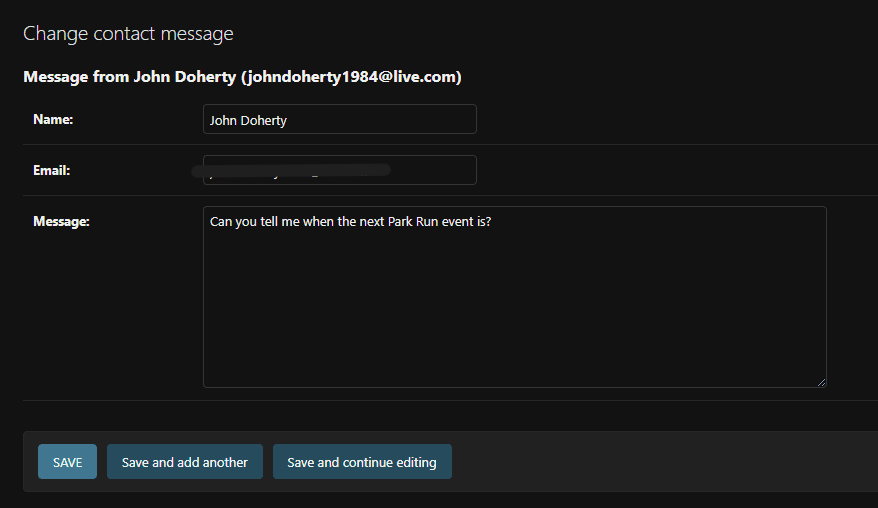 Change contact message
Message from John Doherty (johndoherty1984@live.com)
Name: John Doherty
Email:
Message: Can you tell me when the next Park Run event is?
SAVE Save and add another Save and continue editing